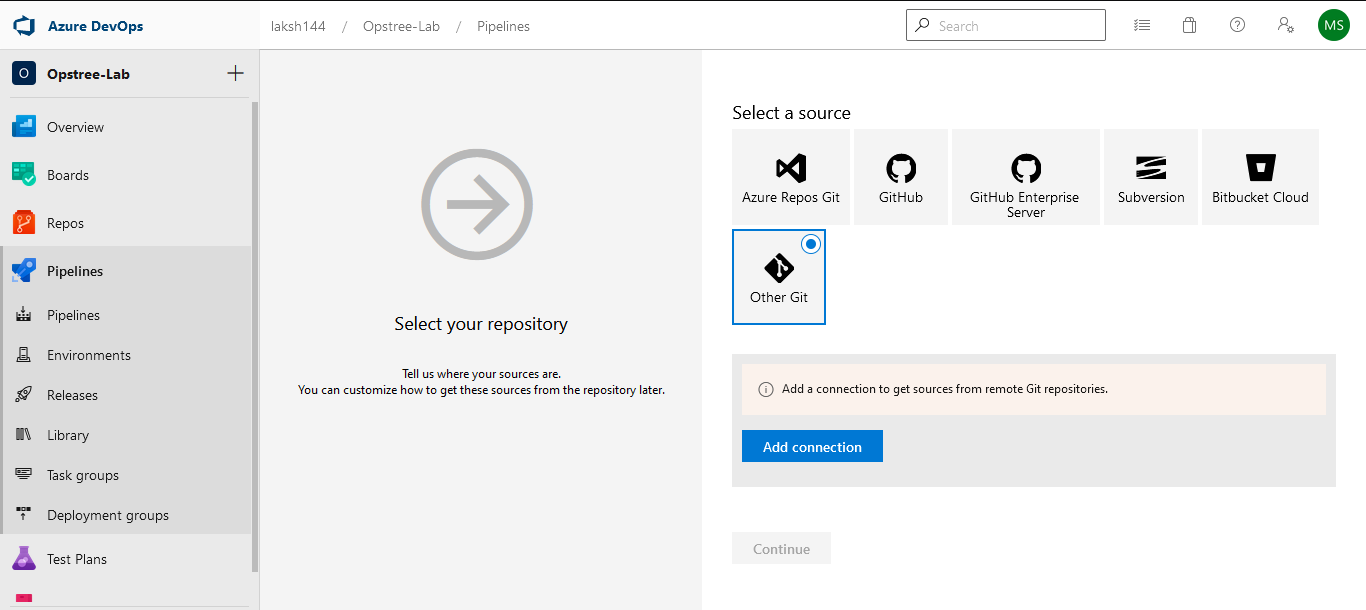 Azure DevOps
laksh144 / Opstree-Lab / Pipelines
Search
MS
O
Opstree-Lab
Overview
Boards
Repos
Pipelines
Pipelines
Environments
Releases
Library
Task groups
Deployment groups
Test Plans
Select your repository
Tell us where your sources are.
You can customize how to get these sources from the repository later.
Select a source
Azure Repos Git
GitHub
GitHub Enterprise
Server
Subversion
Bitbucket Cloud
Other Git
Add a connection to get sources from remote Git repositories.
Add connection
Continue